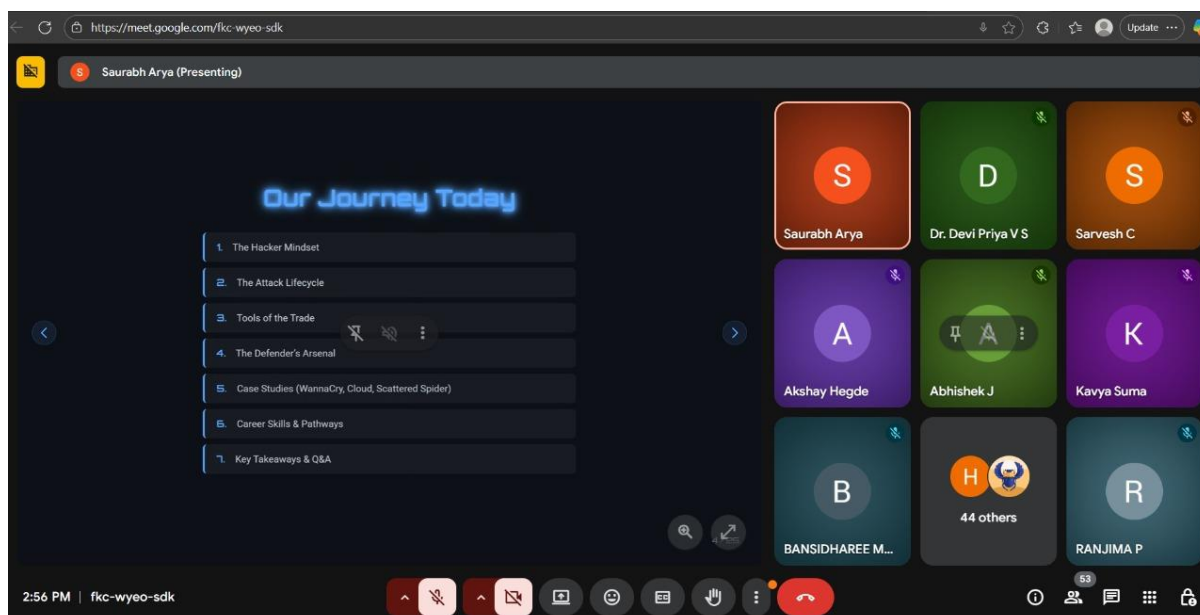 https://meet.google.com/fkc-wyeo-sdk
Update
S
Saurabh Arya (Presenting)
Our Journey Today
1. The Hacker Mindset
2. The Attack Lifecycle
3. Tools of the Trade
4. The Defender's Arsenal
5. Case Studies (WannaCry, Cloud, Scattered Spider)
6. Career Skills & Pathways
7. Key Takeaways & Q&A
S
Saurabh Arya
D
Dr. Devi Priya V S
S
Sarvesh C
A
Akshay Hegde
A
Abhishek J
K
Kavya Suma
B
BANSIDHAREE M...
H
44 others
R
RANJIMA P
2:56 PM | fkc-wyeo-sdk
53